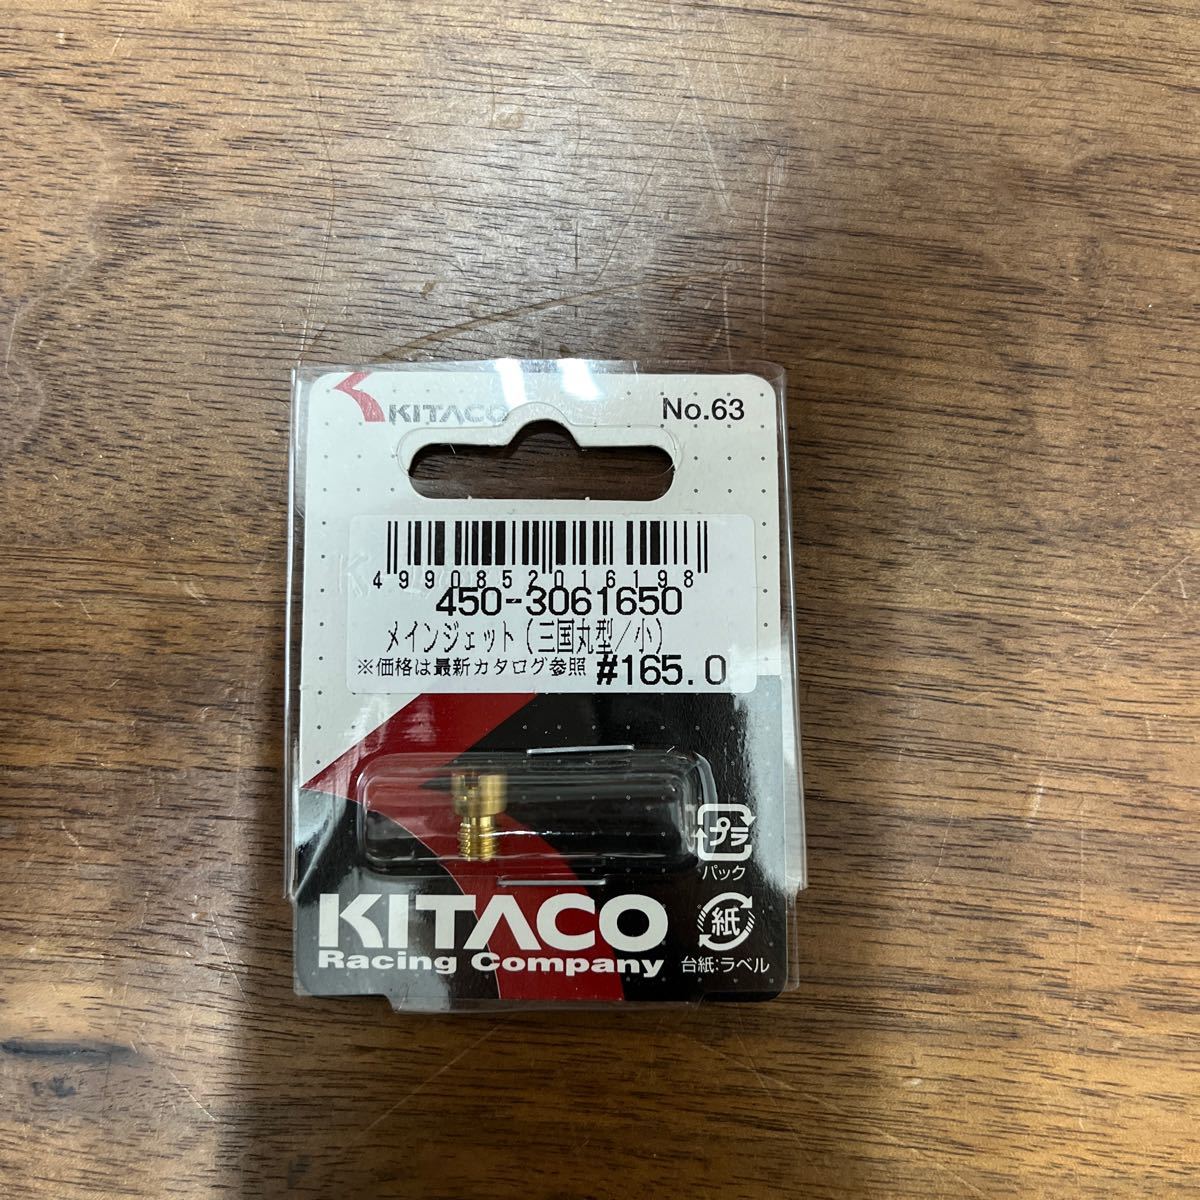 KITACO
No.63
4990852016198
450-3061650
メインジェット(三国丸型/小)
※価格は最新カタログ参照 #165.0
プラ
パック
KITACO
Racing Company
紙
台紙:ラベル